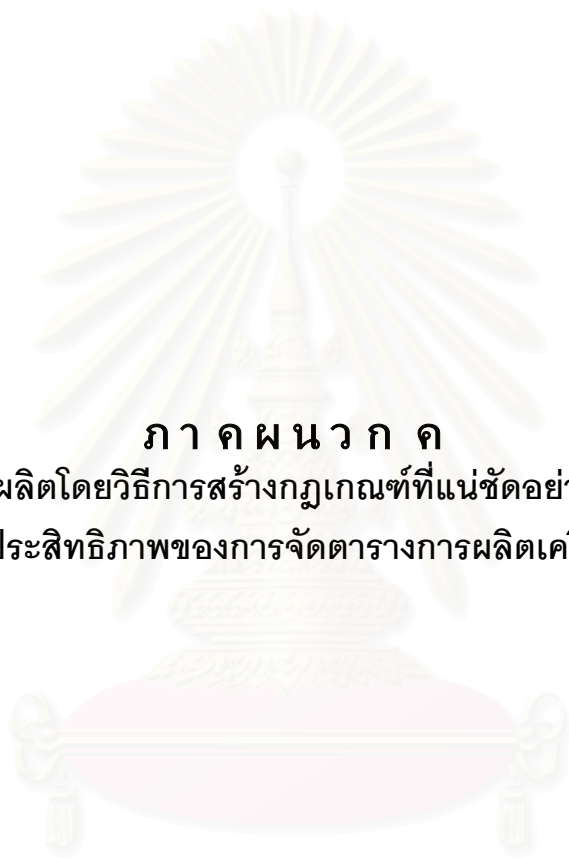 ภ า ค ผ น ว ก ค
ผลิตโดยวิธีการสร้างกฎเกณฑ์ที่แน่ชัดอย่า
ประสิทธิภาพของการจัดตารางการผลิตเค